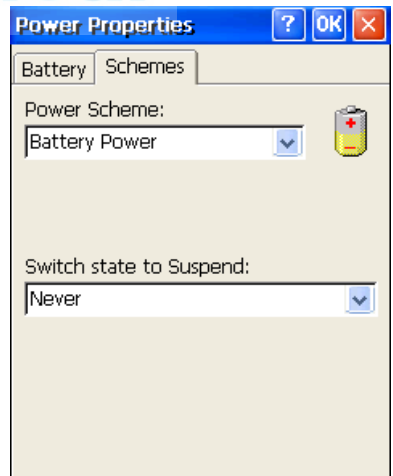 Power Properties ? OK ×
Battery Schemes
Power Scheme:
Battery Power
Switch state to Suspend:
Never